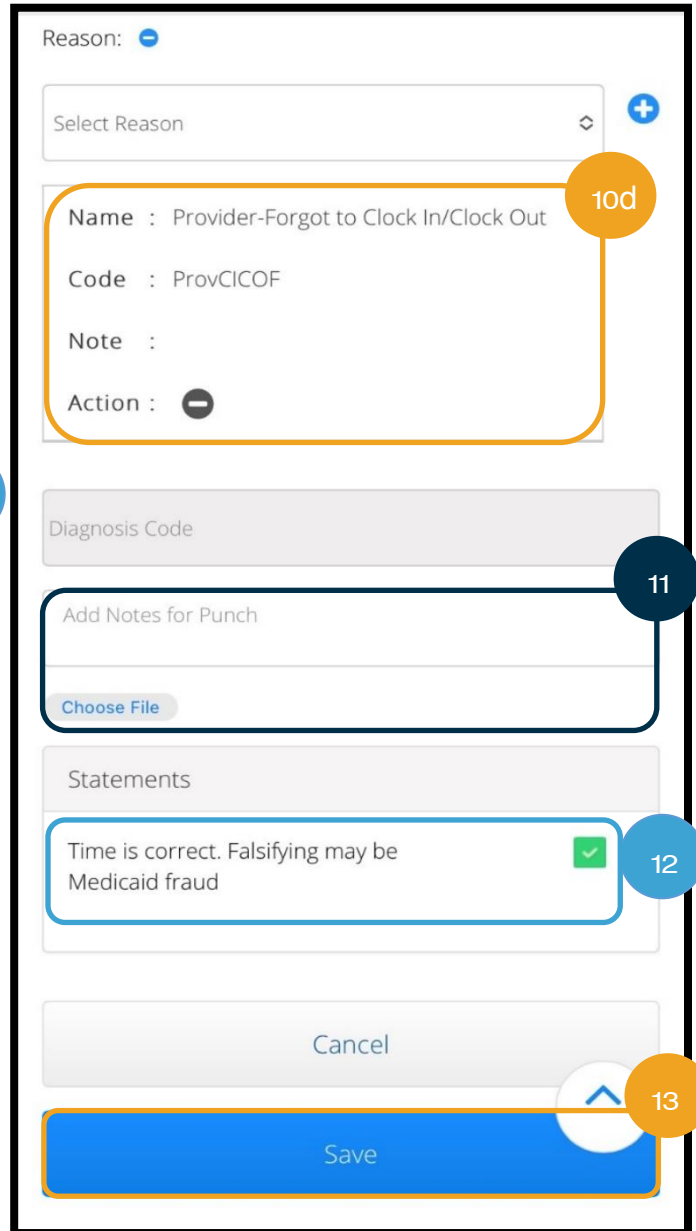 Reason:
Select Reason
10d
Name : Provider-Forgot to Clock In/Clock Out
Code : ProvCICOF
Note :
Action :
Diagnosis Code
11
Add Notes for Punch
Choose File
Statements
Time is correct. Falsifying may be
Medicaid fraud
12
Cancel
13
Save